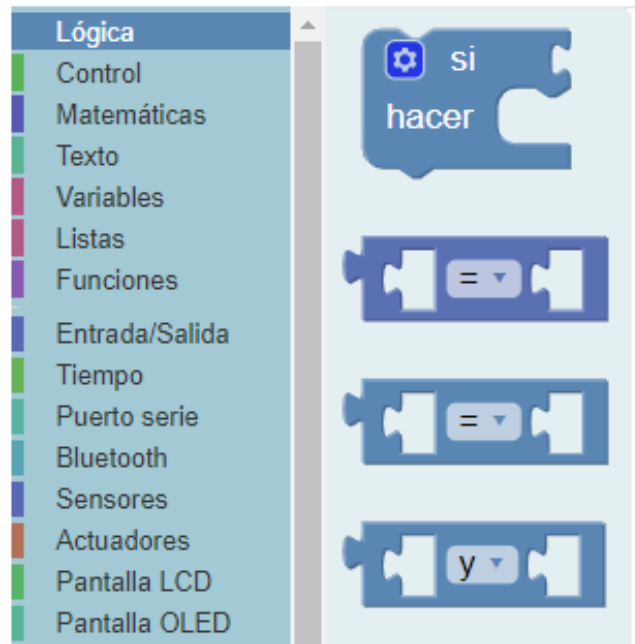 Lógica
Control
Matemáticas
Texto
Variables
Listas
Funciones
Entrada/Salida
Tiempo
Puerto serie
Bluetooth
Sensores
Actuadores
Pantalla LCD
Pantalla OLED
si
hacer
=
=
y